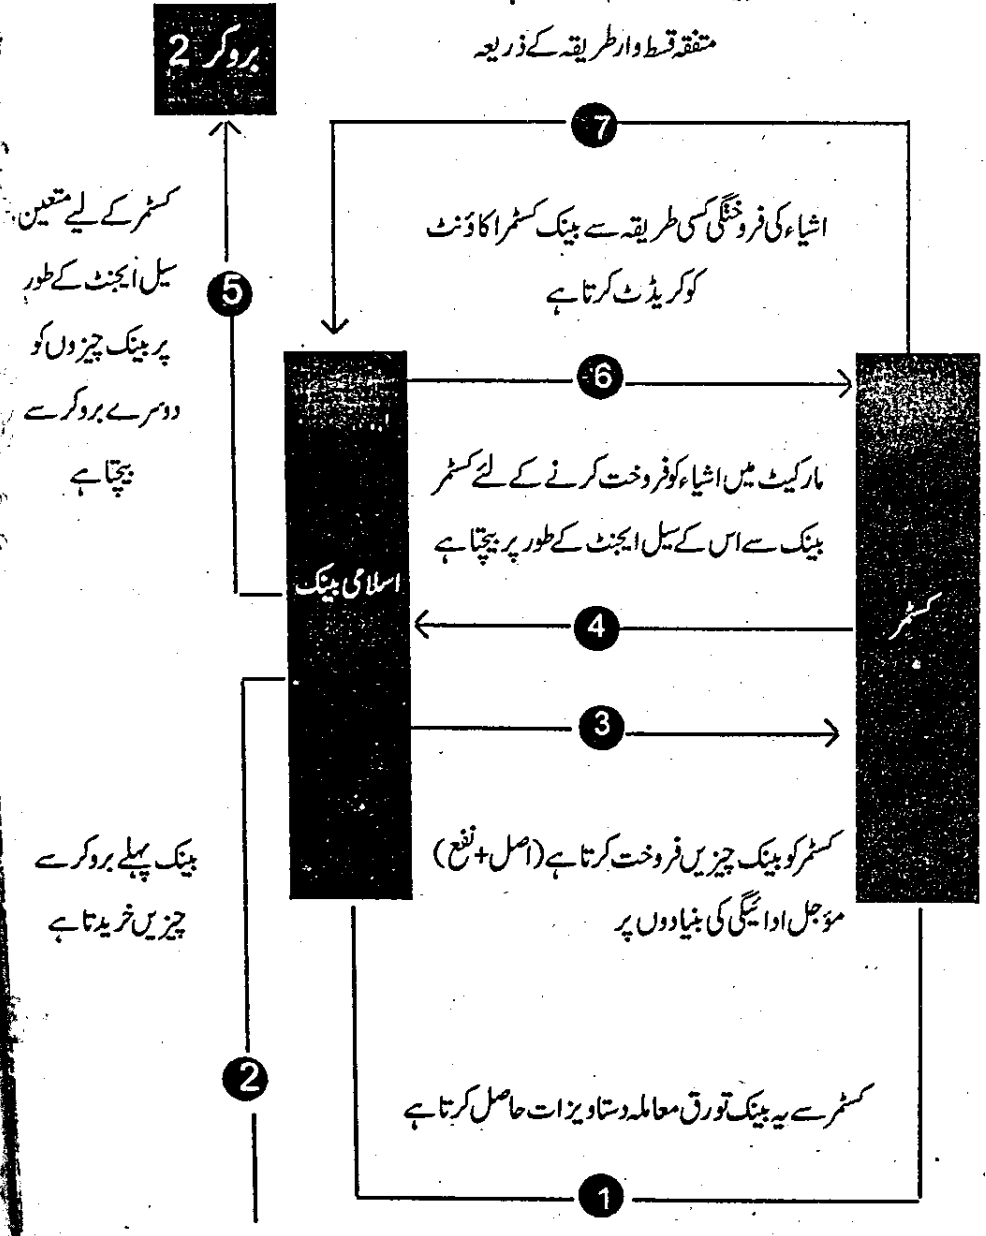 بروکر 2
متفقہ قسط وار طریقہ کے ذریعہ
7
اشیاء کی فروختگی کسی طریقہ سے بینک کسٹمر اکاؤنٹ
کو کریڈٹ کرتا ہے
کسٹمر کے لیے متعین
سیل ایجنٹ کے طور
پر بینک چیزوں کو
دوسرے بروکر سے
بیچتا ہے
5
6
مارکیٹ میں اشیاء کو فروخت کرنے کے لئے کسٹمر
بینک سے اس کے سیل ایجنٹ کے طور پر بیچتا ہے
اسلامی بینک
کسٹمر
4
3
کسٹمر کو بینک چیزیں فروخت کرتا ہے (اصل+نفع)
مؤجل ادائیگی کی بنیادوں پر
بینک پہلے بروکر سے
چیزیں خریدتا ہے
2
کسٹمر سے یہ بینک تورق معاملہ دستاویزات حاصل کرتا ہے
1